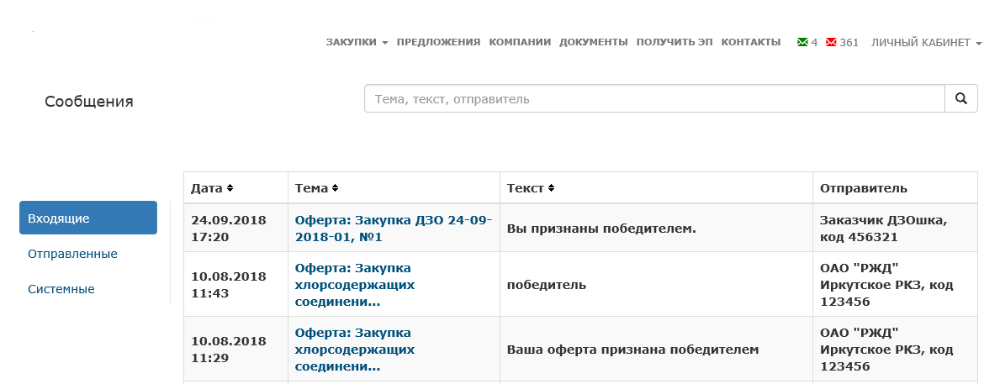 ЗАКУПКИ ПРЕДЛОЖЕНИЯ КОМПАНИИ ДОКУМЕНТЫ ПОЛУЧИТЬ ЭП КОНТАКТЫ 4 361 ЛИЧНЫЙ КАБИНЕТ
Сообщения
Тема, текст, отправитель
Входящие
Отправленные
Системные
Дата Тема Текст Отправитель
24.09.2018
17:20
Оферта: Закупка ДЗО 24-09-
2018-01, №1
Вы признаны победителем.
Заказчик ДЗОшка,
код 456321
10.08.2018
11:43
Оферта: Закупка
хлорсодержащих
соединени...
победитель
ОАО "РЖД"
Иркутское РКЗ, код
123456
10.08.2018
11:29
Оферта: Закупка
хлорсодержащих
соединени...
Ваша оферта признана победителем
ОАО "РЖД"
Иркутское РКЗ, код
123456